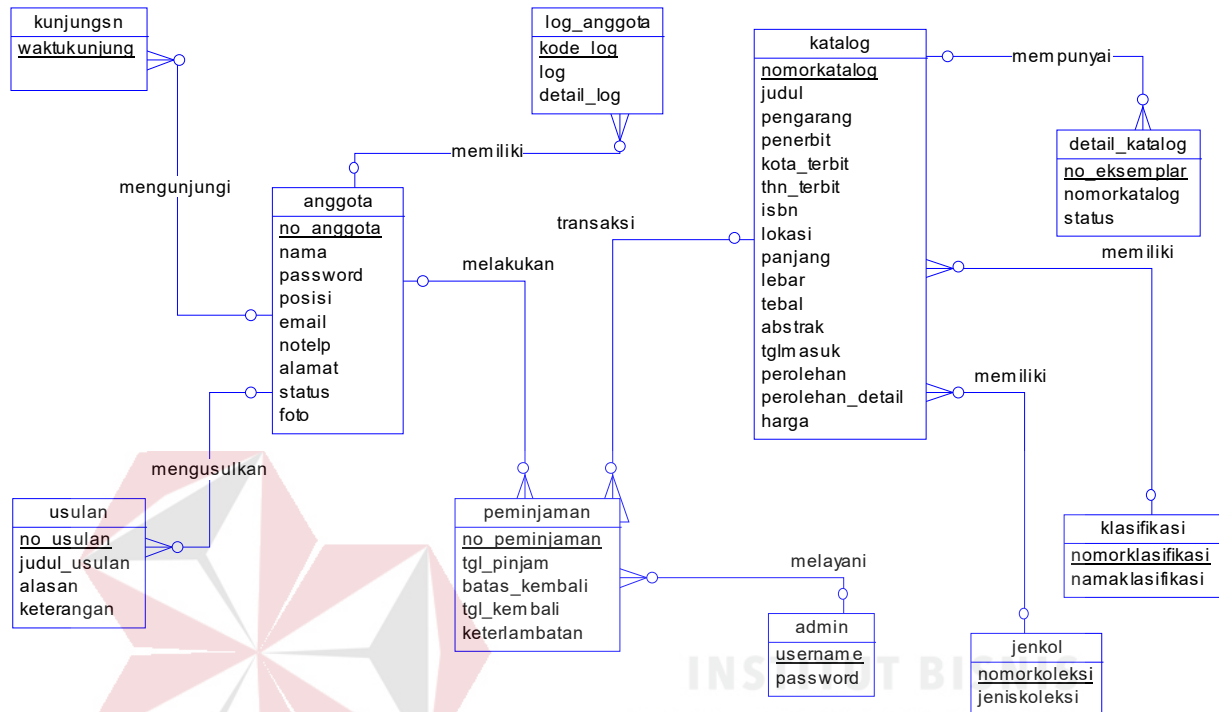 kunjungsn
waktukunjung
log_anggota
kode_log
log
detail_log
katalog
nomorkatalog
judul
pengarang
penerbit
kota_terbit
thn_terbit
isbn
lokasi
panjang
lebar
tebal
abstrak
tglmasuk
perolehan
perolehan_detail
harga
mempunyai
detail_katalog
no_eksemplar
nomorkatalog
status
memiliki
mengunjungi
anggota
no_anggota
nama
password
posisi
email
notelp
alamat
status
foto
transaksi
melakukan
memiliki
memiliki
mengusulkan
usulan
no_usulan
judul_usulan
alasan
keterangan
peminjaman
no_peminjaman
tgl_pinjam
batas_kembali
tgl_kembali
keterlambatan
melayani
admin
username
password
klasifikasi
nomorklasifikasi
namaklasifikasi
jenkol
nomorkoleksi
jeniskoleksi
INSTITUT BISNIS